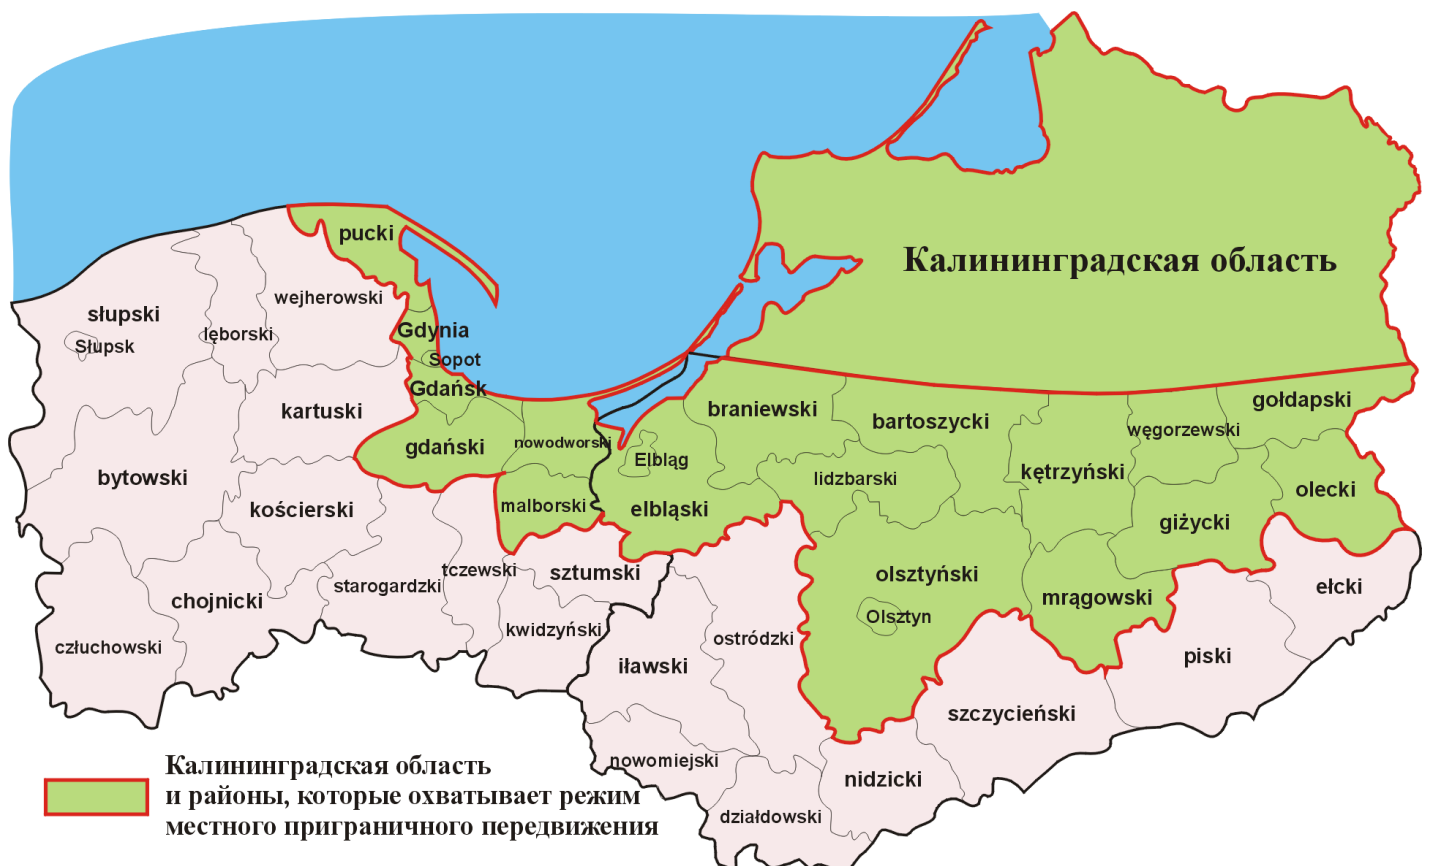 pucki
Калининградская область
wejherowski
słupski
Gdynia
lęborski
Słupsk
Sopot
Gdańsk
gołdapski
braniewski
kartuski
bartoszycki
węgorzewski
nowodworski
gdański
Elbląg
kętrzyński
bytowski
lidzbarski
olecki
malborski
kościerski
elbląski
giżycki
tczewski
sztumski
olsztyński
starogardzki
ełcki
chojnicki
mrągowski
Olsztyn
kwidzyński
ostródzki
człuchowski
iławski
piski
szczycieński
nowomiejski
nidzicki
działdowski
Калининградская область
и районы, которые охватывает режим
местного приграничного передвижения